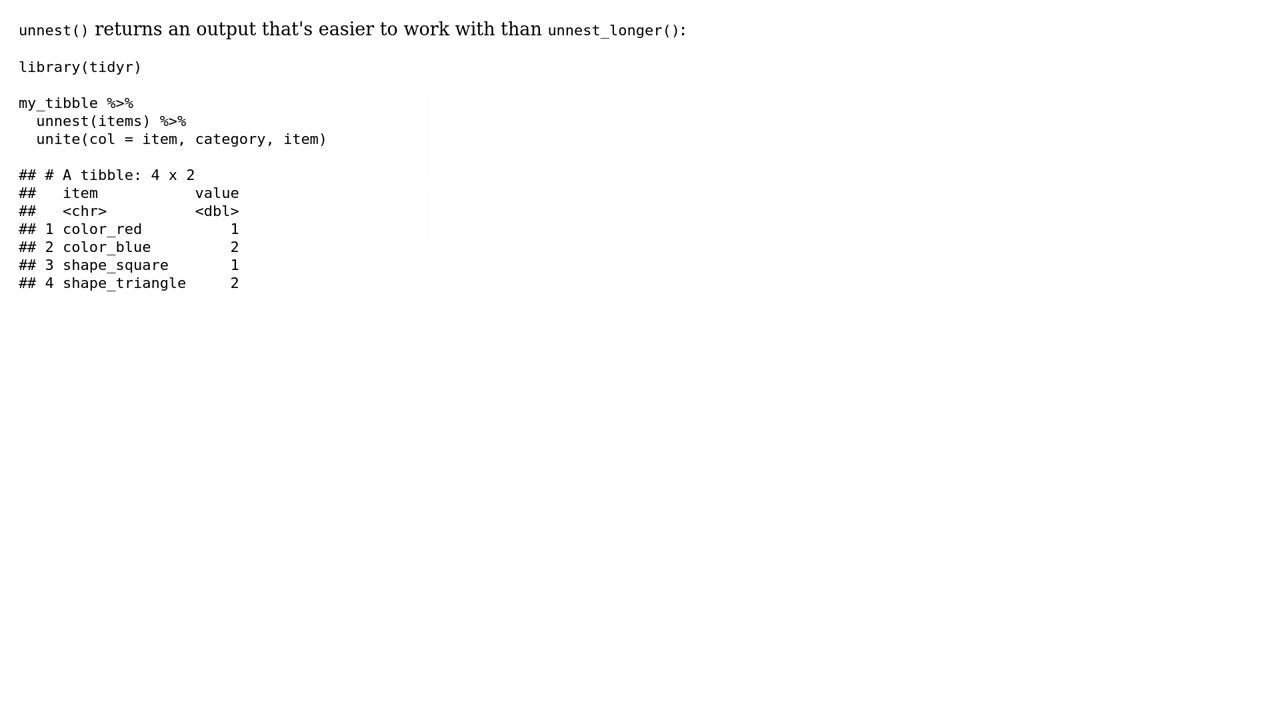 unnest() returns an output that's easier to work with than unnest_longer():
library(tidyr)
my_tibble %>%
  unnest(items) %>%
  unite(col = item, category, item)
## # A tibble: 4 x 2
##   item           value
##   <chr>          <dbl>
## 1 color_red          1
## 2 color_blue         2
## 3 shape_square       1
## 4 shape_triangle     2